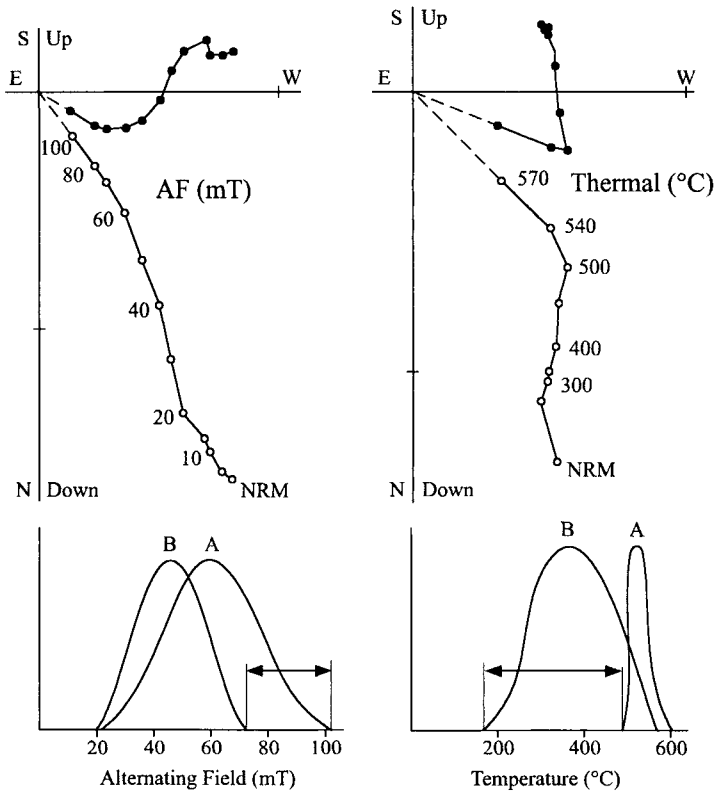 S Up
E
W
100
80
AF (mT)
60
40
20
10
NRM
N Down
S Up
E
W
570
Thermal (°C)
540
500
400
300
NRM
N Down
B A
20 40 60 80 100
Alternating Field (mT)
B A
200 400 600
Temperature (°C)